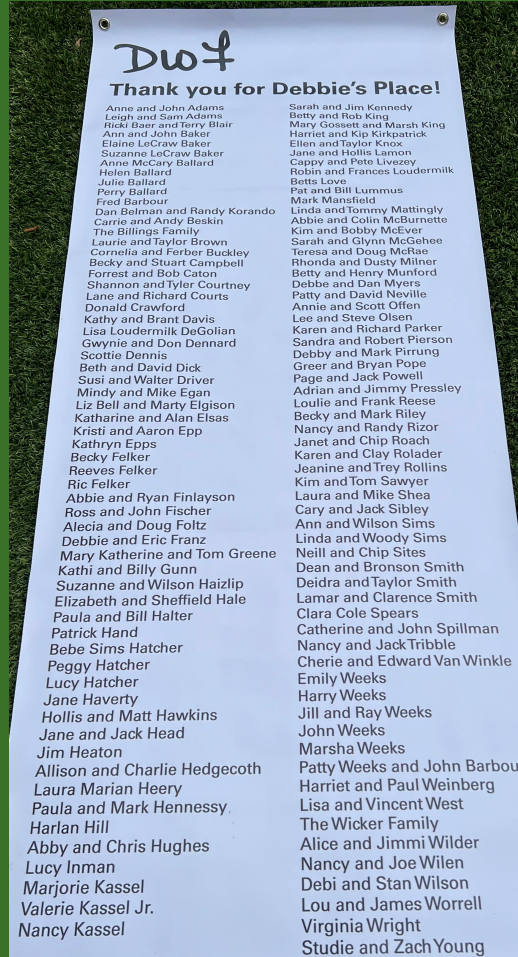 DWF
Thank you for Debbie's Place!
Anne and John Adams
Leigh and Sam Adams
Ricki Baer and Terry Blair
Ann and John Baker
Elaine LeCraw Baker
Suzanne LeCraw Baker
Anne McCary Ballard
Helen Ballard
Julie Ballard
Perry Ballard
Fred Barbour
Dan Belman and Randy Korando
Carrie and Andy Beskin
The Billings Family
Laurie and Taylor Brown
Cornelia and Ferber Buckley
Becky and Stuart Campbell
Forrest and Bob Caton
Shannon and Tyler Courtney
Lane and Richard Courts
Donald Crawford
Kathy and Brant Davis
Lisa Loudermilk DeGolian
Gwynie and Don Dennard
Scottie Dennis
Beth and David Dick
Susi and Walter Driver
Mindy and Mike Egan
Liz Bell and Marty Elgison
Katharine and Alan Elsas
Kristi and Aaron Epp
Kathryn Epps
Becky Felker
Reeves Felker
Ric Felker
Abbie and Ryan Finlayson
Ross and John Fischer
Alecia and Doug Foltz
Debbie and Eric Franz
Mary Katherine and Tom Greene
Kathi and Billy Gunn
Suzanne and Wilson Haizlip
Elizabeth and Sheffield Hale
Paula and Bill Halter
Patrick Hand
Bebe Sims Hatcher
Peggy Hatcher
Lucy Hatcher
Jane Haverty
Hollis and Matt Hawkins
Jane and Jack Head
Jim Heaton
Allison and Charlie Hedgecoth
Laura Marian Heery
Paula and Mark Hennessy
Harlan Hill
Abby and Chris Hughes
Lucy Inman
Marjorie Kassel
Valerie Kassel Jr.
Nancy Kassel
Sarah and Jim Kennedy
Betty and Rob King
Mary Gossett and Marsh King
Harriet and Kip Kirkpatrick
Ellen and Taylor Knox
Jane and Hollis Lamon
Cappy and Pete Livezey
Robin and Frances Loudermilk
Betts Love
Pat and Bill Lummus
Mark Mansfield
Linda and Tommy Mattingly
Abbie and Colin McBurnette
Kim and Bobby McEver
Sarah and Glynn McGehee
Teresa and Doug McRae
Rhonda and Dusty Milner
Betty and Henry Munford
Debbe and Dan Myers
Patty and David Neville
Annie and Scott Offen
Lee and Steve Olsen
Karen and Richard Parker
Sandra and Robert Pierson
Debby and Mark Pirrung
Greer and Bryan Pope
Page and Jack Powell
Adrian and Jimmy Pressley
Loulie and Frank Reese
Becky and Mark Riley
Nancy and Randy Rizor
Janet and Chip Roach
Karen and Clay Rolader
Jeanine and Trey Rollins
Kim and Tom Sawyer
Laura and Mike Shea
Cary and Jack Sibley
Ann and Wilson Sims
Linda and Woody Sims
Neill and Chip Sites
Dean and Bronson Smith
Deidra and Taylor Smith
Lamar and Clarence Smith
Clara Cole Spears
Catherine and John Spillman
Nancy and Jack Tribble
Cherie and Edward Van Winkle
Emily Weeks
Harry Weeks
Jill and Ray Weeks
John Weeks
Marsha Weeks
Patty Weeks and John Barbou
Harriet and Paul Weinberg
Lisa and Vincent West
The Wicker Family
Alice and Jimmi Wilder
Nancy and Joe Wilen
Debi and Stan Wilson
Lou and James Worrell
Virginia Wright
Studie and Zach Young